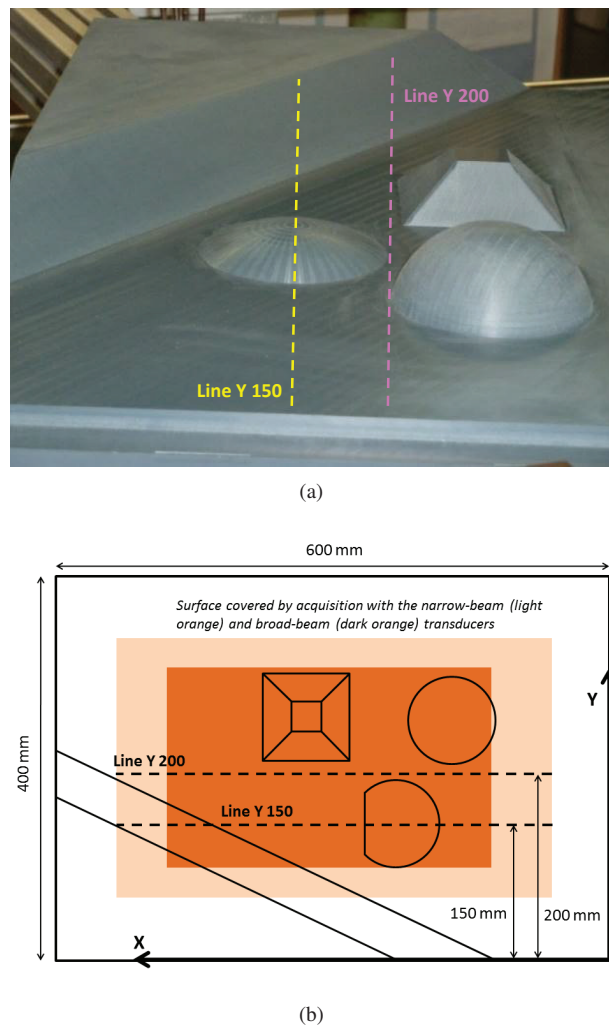 Line Y 200
Line Y 150
(a)
600 mm
Surface covered by acquisition with the narrow-beam (light
orange) and broad-beam (dark orange) transducers
Y
400 mm
Line Y 200
Line Y 150
150 mm
200 mm
X
(b)